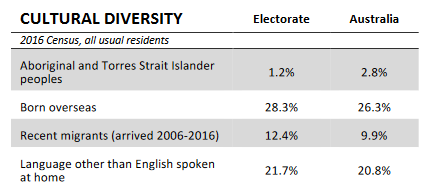 CULTURAL DIVERSITY Electorate Australia
2016 Census, all usual residents
Aboriginal and Torres Strait Islander
peoples 1.2% 2.8%
Born overseas 28.3% 26.3%
Recent migrants (arrived 2006-2016) 12.4% 9.9%
Language other than English spoken
at home 21.7% 20.8%